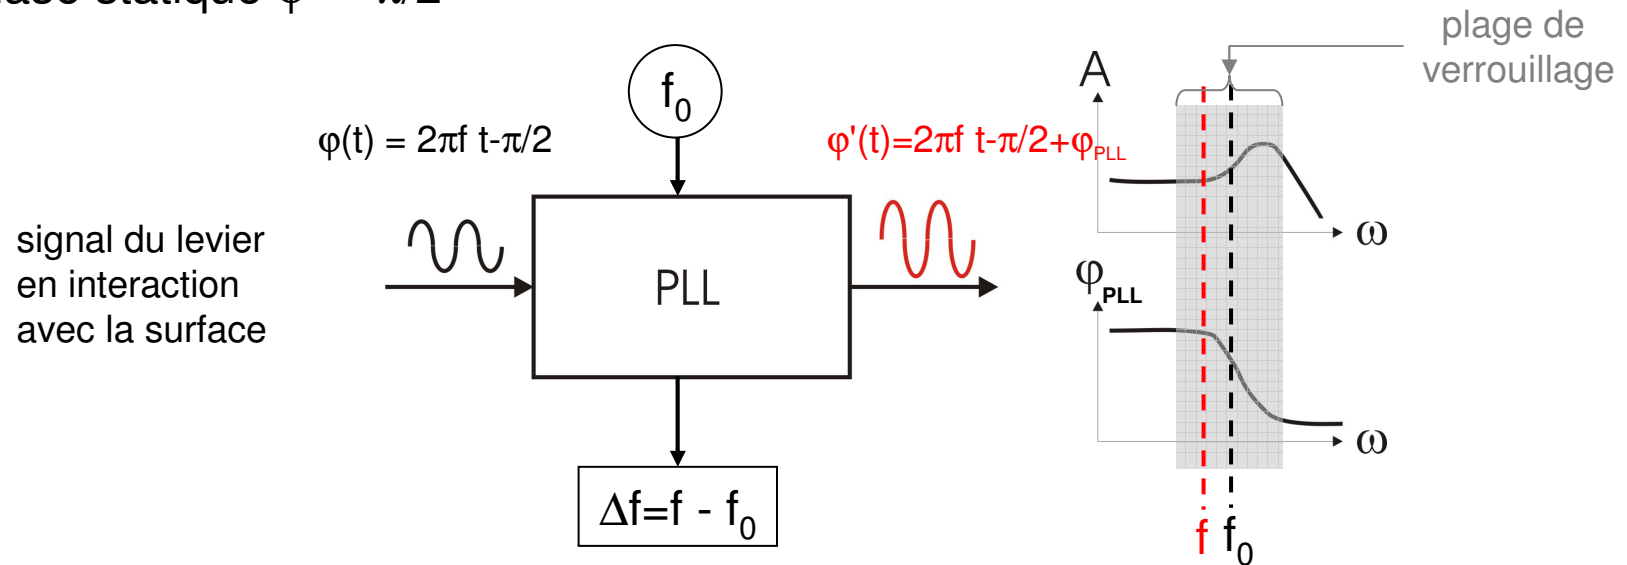 plage de
verrouillage
f₀
A
φ(t) = 2πf t-π/2
φ'(t)=2πf t-π/2+φPLL
signal du levier
en interaction
avec la surface
PLL
ω
φPLL
ω
Δf=f - f₀
f f₀